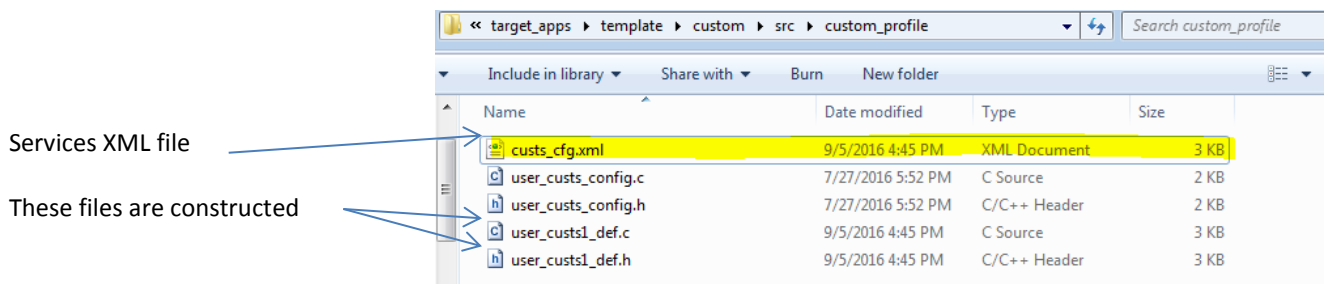 « target_apps ▸ template ▸ custom ▸ src ▸ custom_profile Search custom_profile
Include in library Share with Burn New folder
Name Date modified Type Size
Services XML file
custs_cfg.xml 9/5/2016 4:45 PM XML Document 3 KB
user_custs_config.c 7/27/2016 5:52 PM C Source 2 KB
These files are constructed
user_custs_config.h 7/27/2016 5:52 PM C/C++ Header 2 KB
user_custs1_def.c 9/5/2016 4:45 PM C Source 3 KB
user_custs1_def.h 9/5/2016 4:45 PM C/C++ Header 3 KB